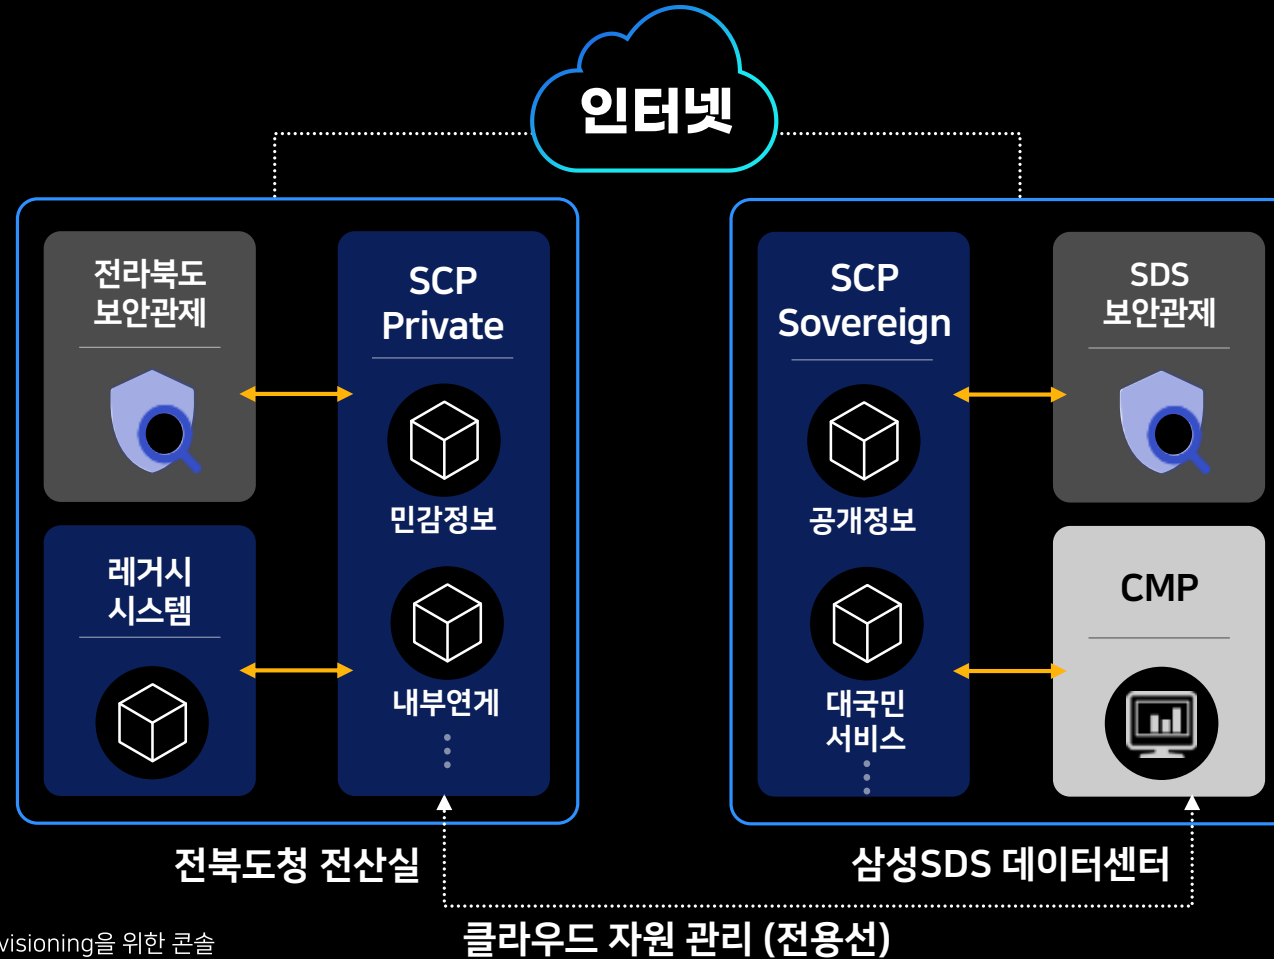 인터넷
전라북도
보안관제
SCP
Private
민감정보
내부연게
레거시
시스템
SCP
Sovereign
공개정보
대국민
서비스
SDS
보안관제
CMP
전북도청 전산실
삼성SDS 데이터센터
클라우드 자원 관리 (전용선)
visioning을 위한 콘솔